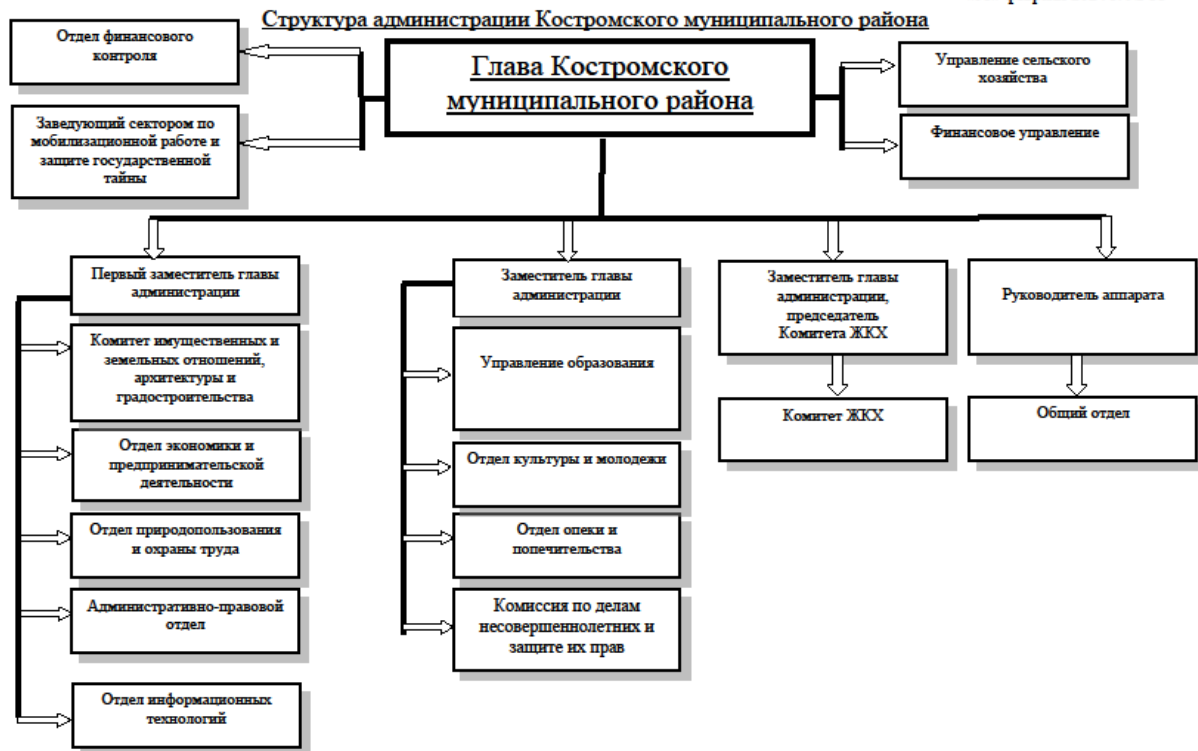 Структура администрации Костромского муниципального района
Отдел финансового
контроля
Глава Костромского
муниципального района
Управление сельского
хозяйства
Заведующий сектором по
мобилизационной работе и
защите государственной
тайны
Финансовое управление
Первый заместитель главы
администрации
Заместитель главы
администрации
Заместитель главы
администрации,
председатель
Комитета ЖКХ
Руководитель аппарата
Комитет имущественных и
земельных отношений,
архитектуры и
градостроительства
Управление образования
Комитет ЖКХ
Общий отдел
Отдел экономики и
предпринимательской
деятельности
Отдел культуры и молодежи
Отдел природопользования
и охраны труда
Отдел опеки и
попечительства
Административно-правовой
отдел
Комиссия по делам
несовершеннолетних и
защите их прав
Отдел информационных
технологий